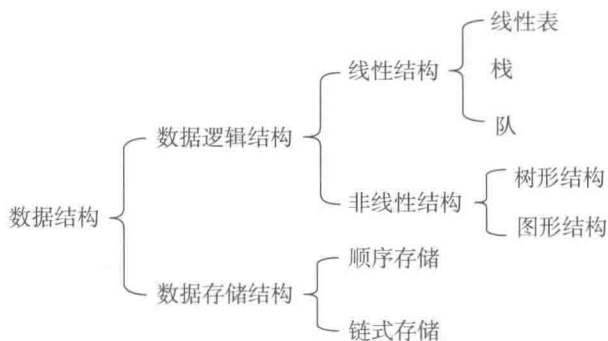 线性表
线性结构
栈
队
数据逻辑结构
树形结构
非线性结构
图形结构
数据结构
顺序存储
数据存储结构
链式存储